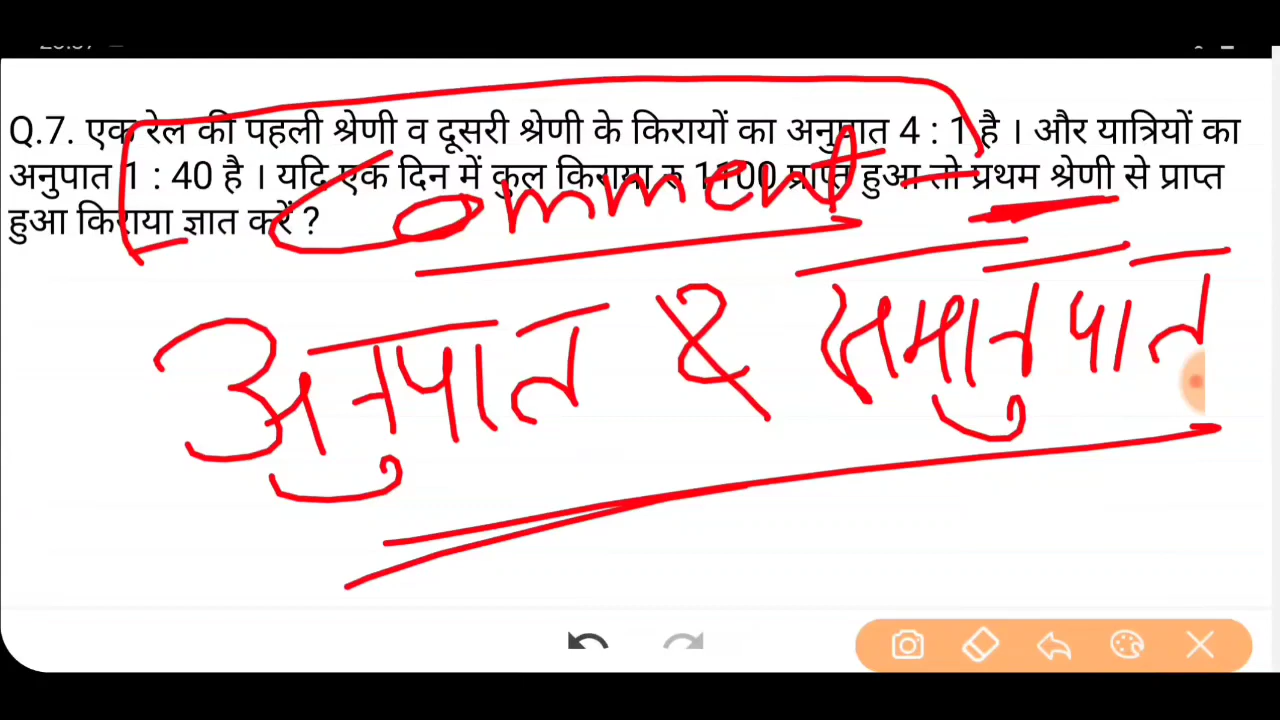 Q.7. एक रेल की पहली श्रेणी व दूसरी श्रेणी के किरायों का अनुपात 4 : 1 है । और यात्रियों का
अनुपात 1 : 40 है । यदि एक दिन में कुल किराया रु 1100 प्राप्त हुआ तो प्रथम श्रेणी से प्राप्त
हुआ किराया ज्ञात करें ?
Comment
अनुपात & समानुपात